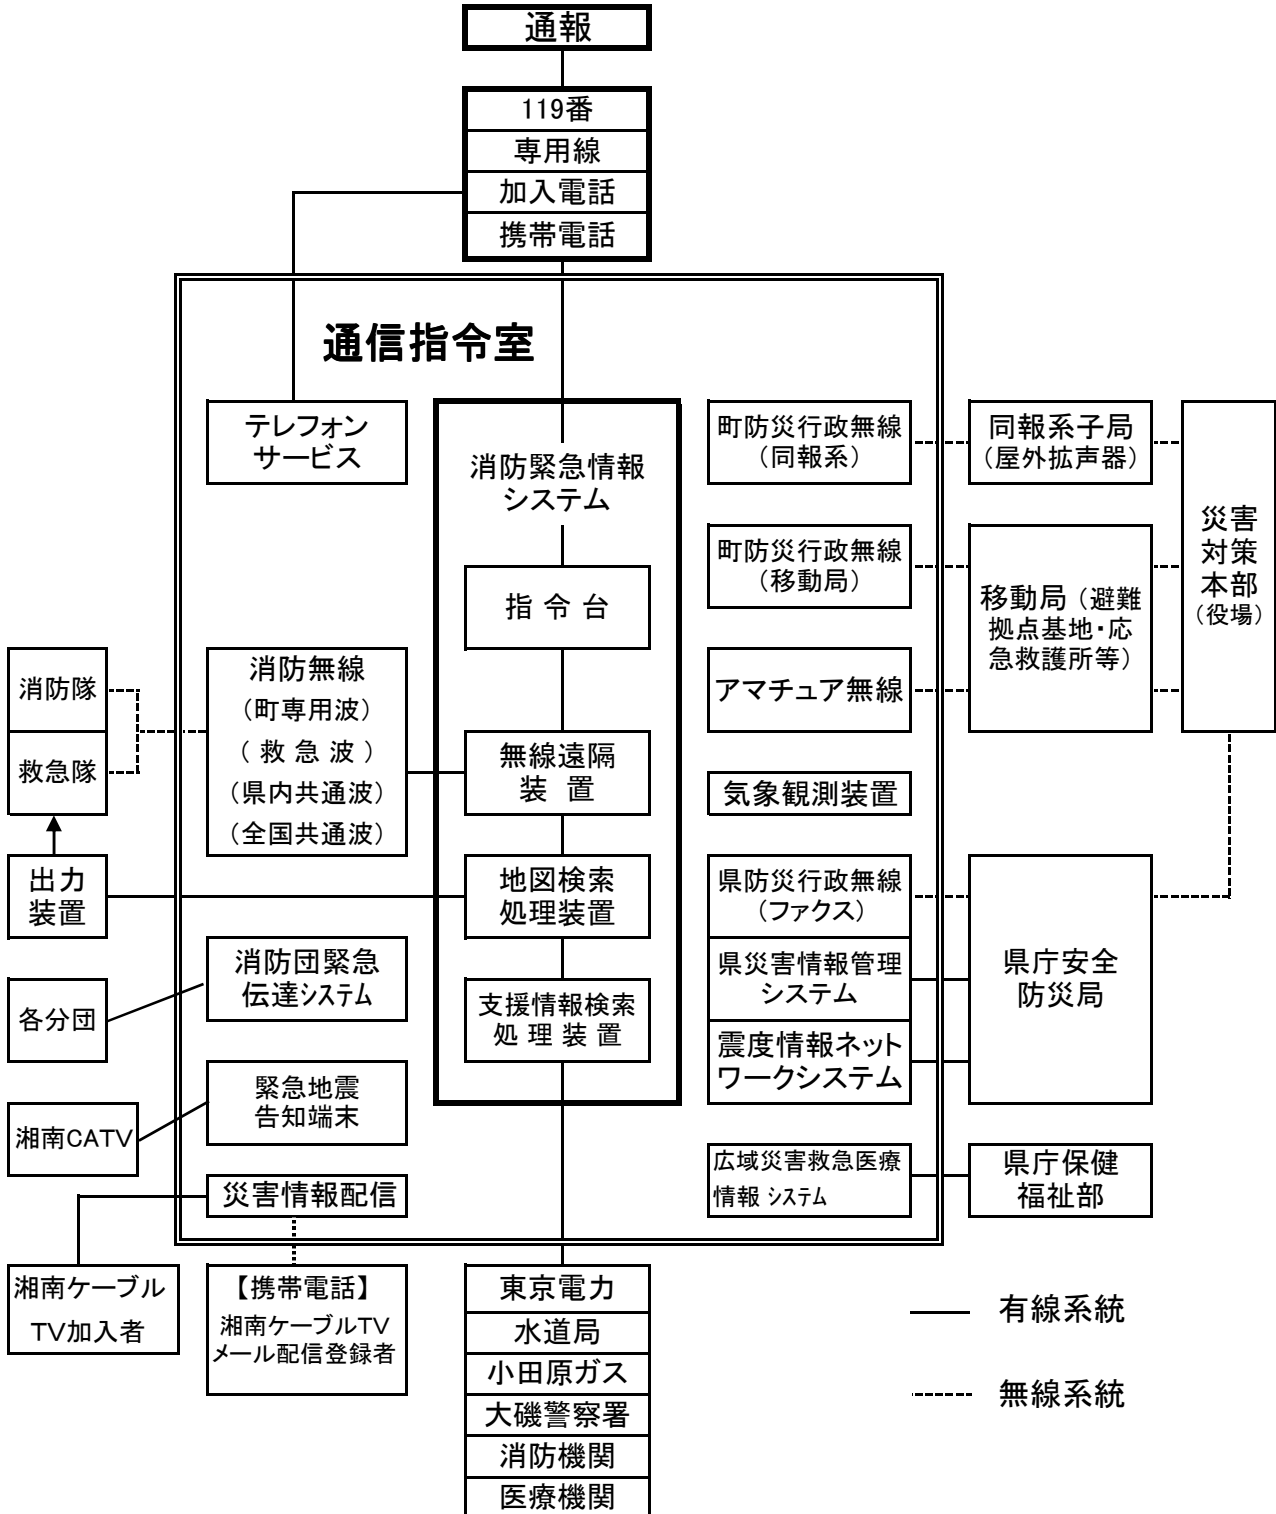 通報
119番
専用線
加入電話
携帯電話
通信指令室
テレフォン
サービス
消防緊急情報
システム
指 令 台
無線遠隔
装 置
地図検索
処理装置
支援情報検索
処 理 装 置
町防災行政無線
（同報系）
同報系子局
（屋外拡声器）
災害
対策
本部
（役場）
町防災行政無線
（移動局）
移動局（避難
拠点基地・応
急救護所等）
アマチュア無線
気象観測装置
消防隊
救急隊
消防無線
（町専用波）
（ 救 急 波 ）
（県内共通波）
（全国共通波）
出力
装置
県防災行政無線
（ファクス）
県災害情報管理
システム
震度情報ネット
ワークシステム
県庁安全
防災局
各分団
消防団緊急
伝達システム
湘南CATV
緊急地震
告知端末
災害情報配信
広域災害救急医療
情報 システム
県庁保健
福祉部
湘南ケーブル
TV加入者
【携帯電話】
湘南ケーブルTV
メール配信登録者
東京電力
水道局
小田原ガス
大磯警察署
消防機関
医療機関
有線系統
無線系統